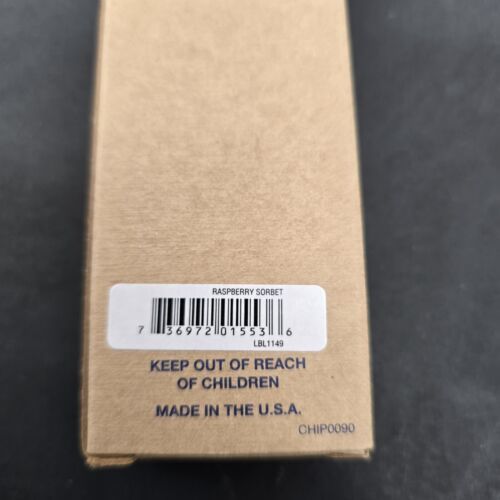 RASPBERRY SORBET
7 36972 01553 6
LBL1149
KEEP OUT OF REACH
OF CHILDREN
MADE IN THE U.S.A.
CHIP0090